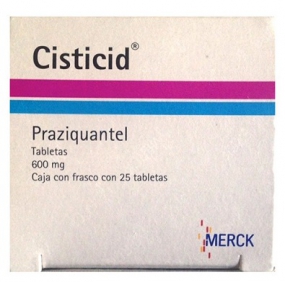 Cisticid®
Praziquantel
Tabletas
600 mg
Caja con frasco con 25 tabletas
MERCK